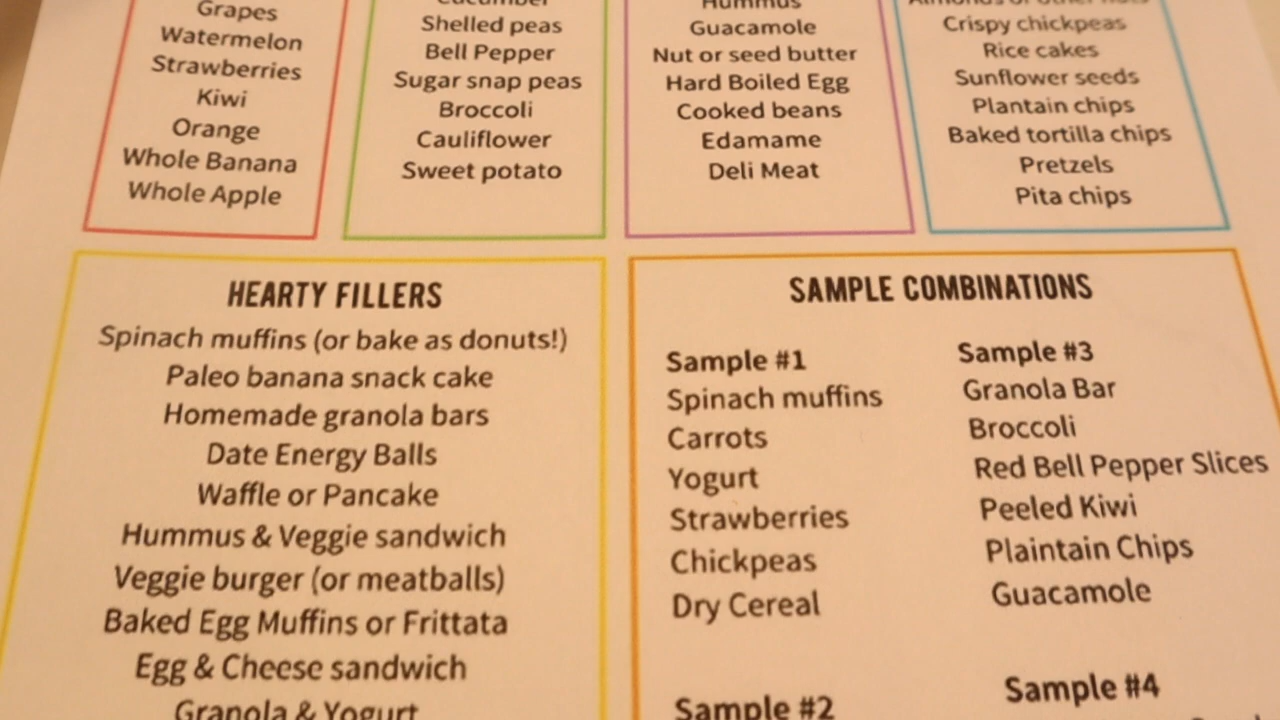 Grapes
Watermelon
Strawberries
Kiwi
Orange
Whole Banana
Whole Apple
Cucumber
Shelled peas
Bell Pepper
Sugar snap peas
Broccoli
Cauliflower
Sweet potato
Hummus
Guacamole
Nut or seed butter
Hard Boiled Egg
Cooked beans
Edamame
Deli Meat
Almonds or other nuts
Crispy chickpeas
Rice cakes
Sunflower seeds
Plantain chips
Baked tortilla chips
Pretzels
Pita chips
HEARTY FILLERS
Spinach muffins (or bake as donuts!)
Paleo banana snack cake
Homemade granola bars
Date Energy Balls
Waffle or Pancake
Hummus & Veggie sandwich
Veggie burger (or meatballs)
Baked Egg Muffins or Frittata
Egg & Cheese sandwich
Granola & Yogurt
SAMPLE COMBINATIONS
Sample #1
Spinach muffins
Carrots
Yogurt
Strawberries
Chickpeas
Dry Cereal
Sample #2
Sample #3
Granola Bar
Broccoli
Red Bell Pepper Slices
Peeled Kiwi
Plaintain Chips
Guacamole
Sample #4